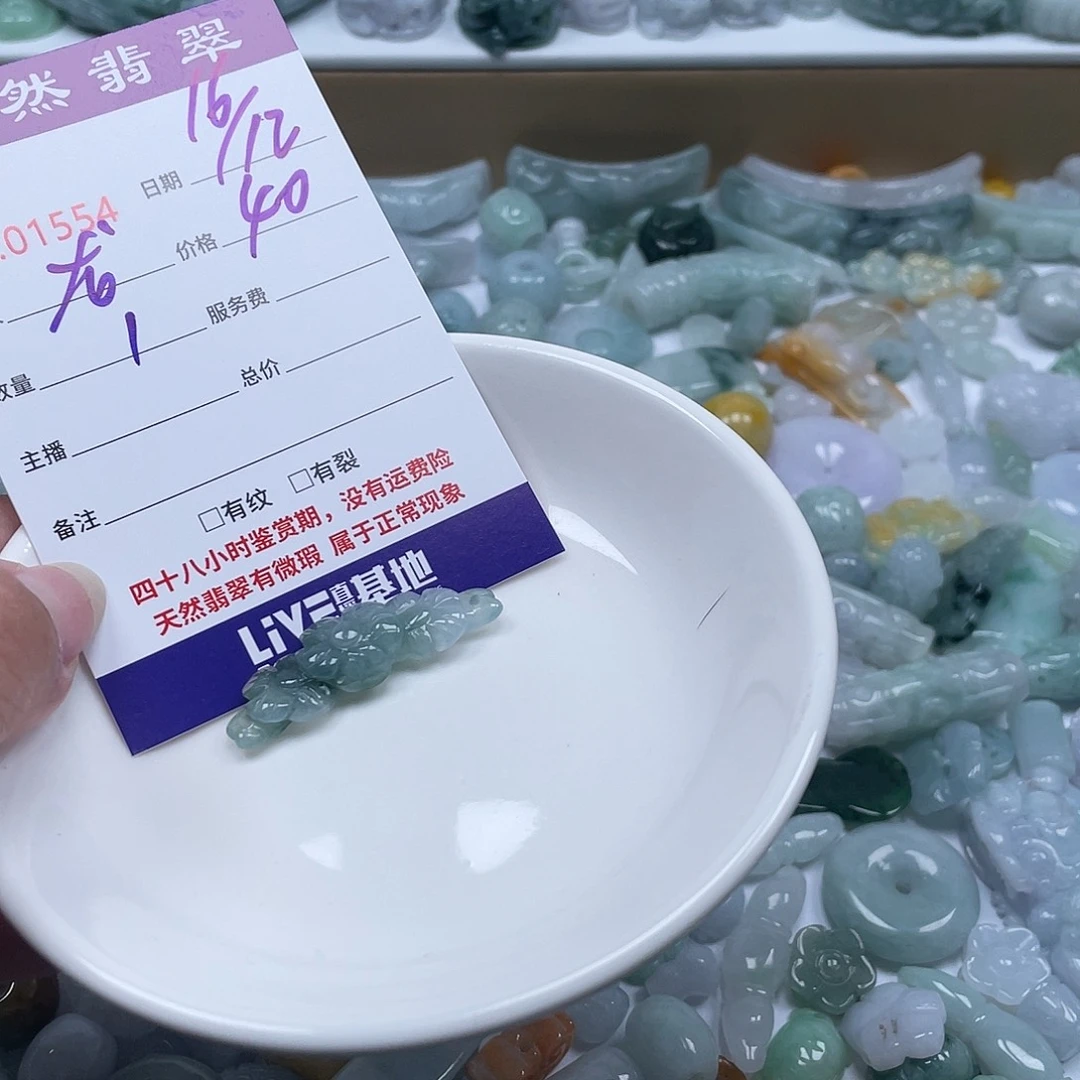 然翡翠
日期 16/12
.01554
价格 40
数量 1
服务费
总价
主播
备注
□有纹 □有裂
四十八小时鉴赏期，没有运费险
天然翡翠有微瑕 属于正常现象
基地